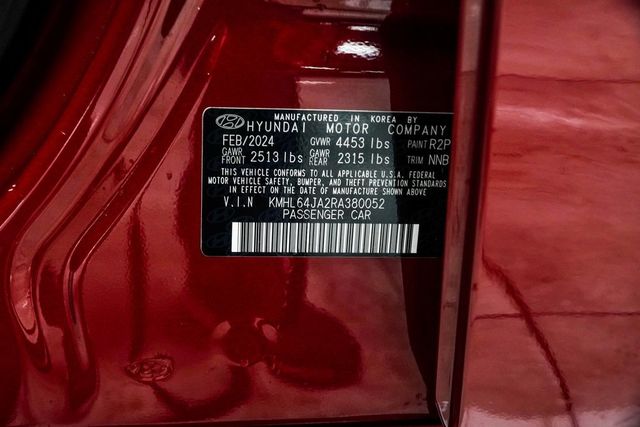 MANUFACTURED IN KOREA BY
HYUNDAI MOTOR COMPANY
FEB/2024 GVWR 4453 lbs PAINT R2P
GAWR FRONT 2513 lbs GAWR REAR 2315 lbs TRIM NNB
THIS VEHICLE CONFORMS TO ALL APPLICABLE U.S.A. FEDERAL
MOTOR VEHICLE SAFETY, BUMPER, AND THEFT PREVENTION STANDARDS
IN EFFECT ON THE DATE OF MANUFACTURE SHOWN ABOVE
V.I.N KMHL64JA2RA380052
PASSENGER CAR